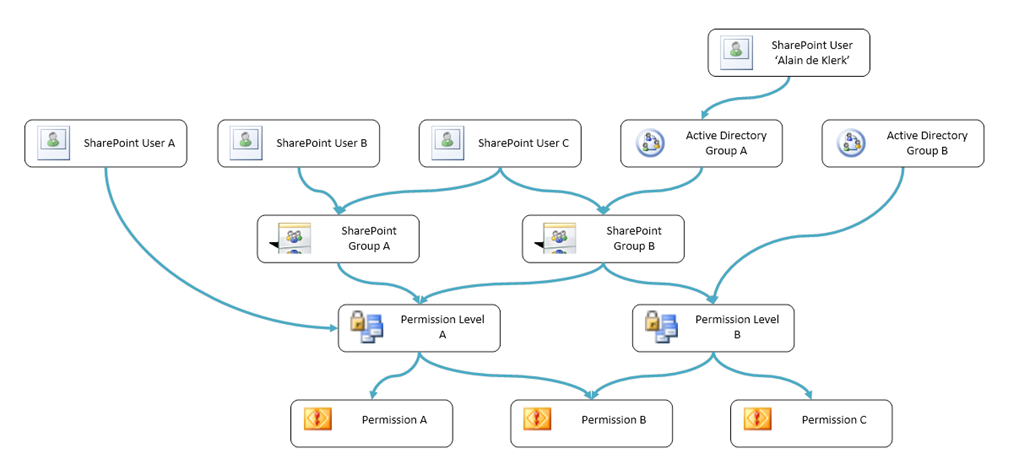 SharePoint User
‘Alain de Klerk’
SharePoint User A
SharePoint User B
SharePoint User C
Active Directory
Group A
Active Directory
Group B
SharePoint
Group A
SharePoint
Group B
Permission Level
A
Permission Level
B
Permission A
Permission B
Permission C